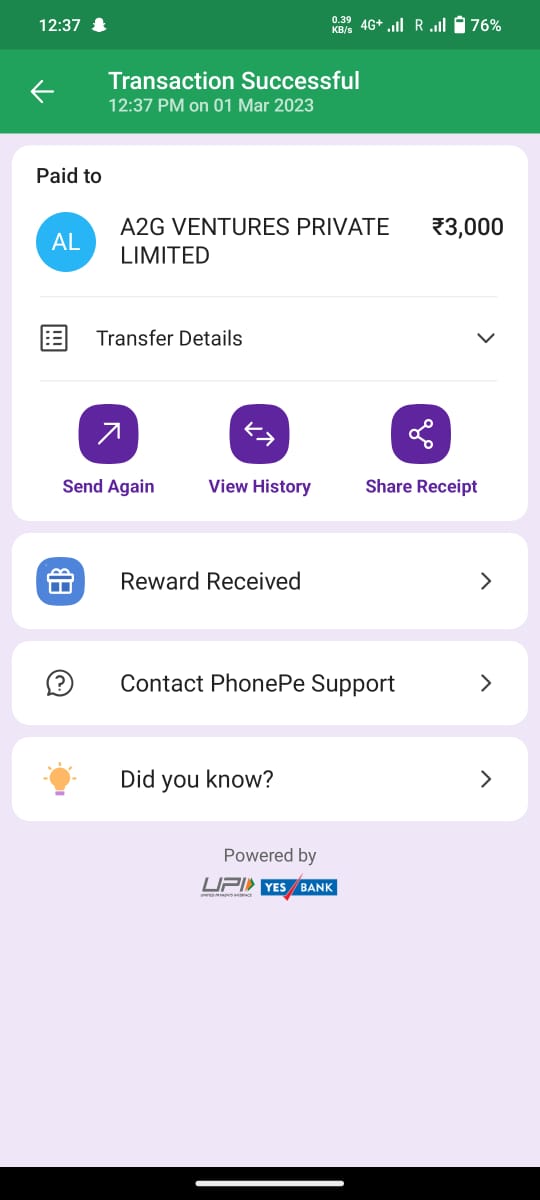 12:37 0.39 KB/s 4G+ R 76%
Transaction Successful
12:37 PM on 01 Mar 2023
Paid to
AL
A2G VENTURES PRIVATE ₹3,000
LIMITED
Transfer Details
Send Again View History Share Receipt
Reward Received
Contact PhonePe Support
Did you know?
Powered by
UPI YES BANK
UNIFIED PAYMENTS INTERFACE